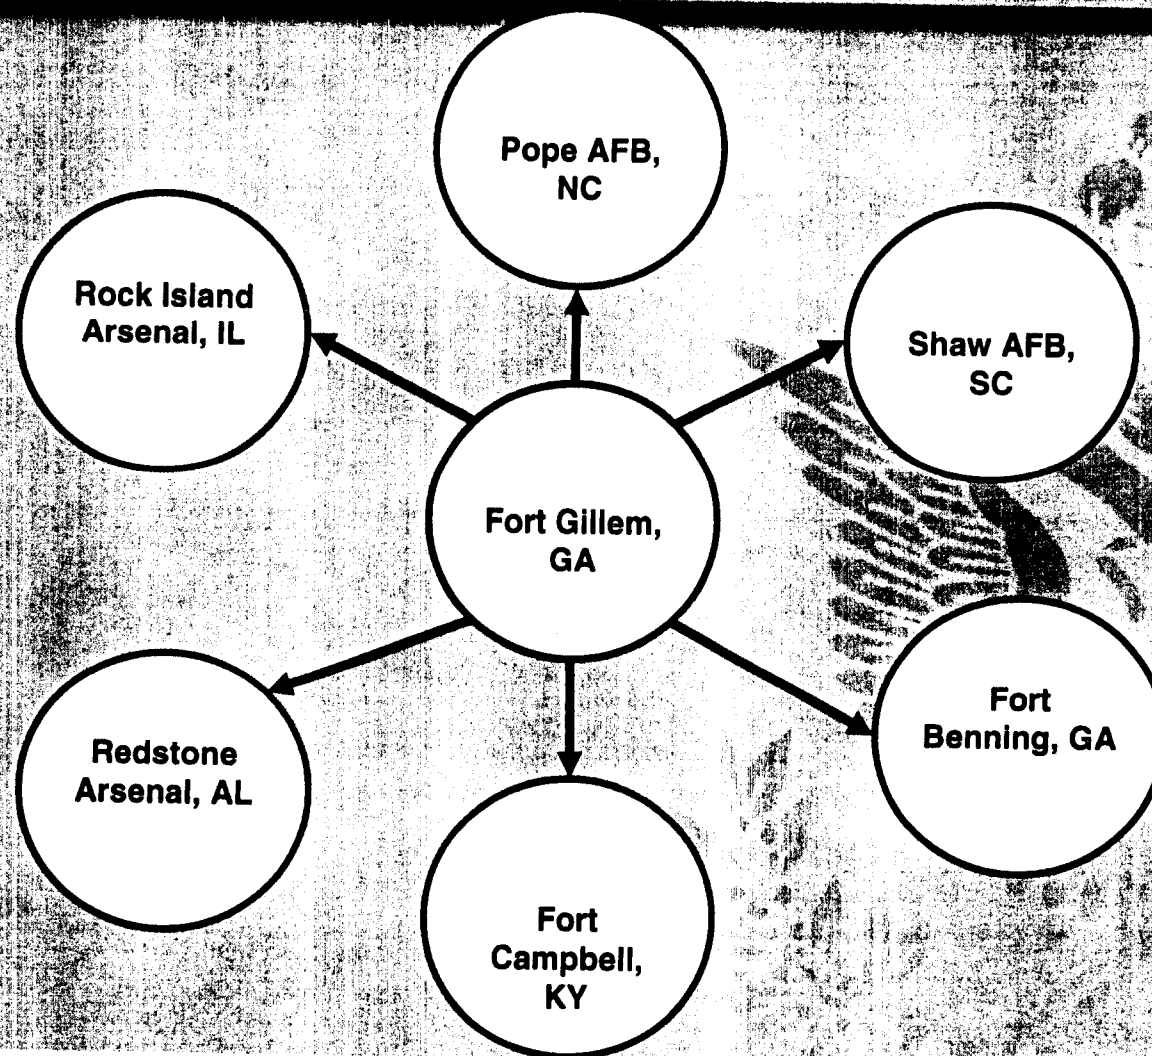 Pope AFB,
NC
Rock Island
Arsenal, IL
Shaw AFB,
SC
Fort Gillem,
GA
Fort
Benning, GA
Redstone
Arsenal, AL
Fort
Campbell,
KY